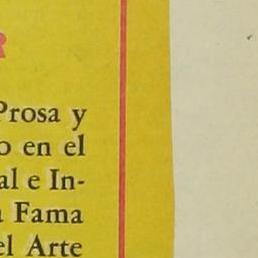 R
Prosa y
o en el
al e In-
a Fama
el Arte